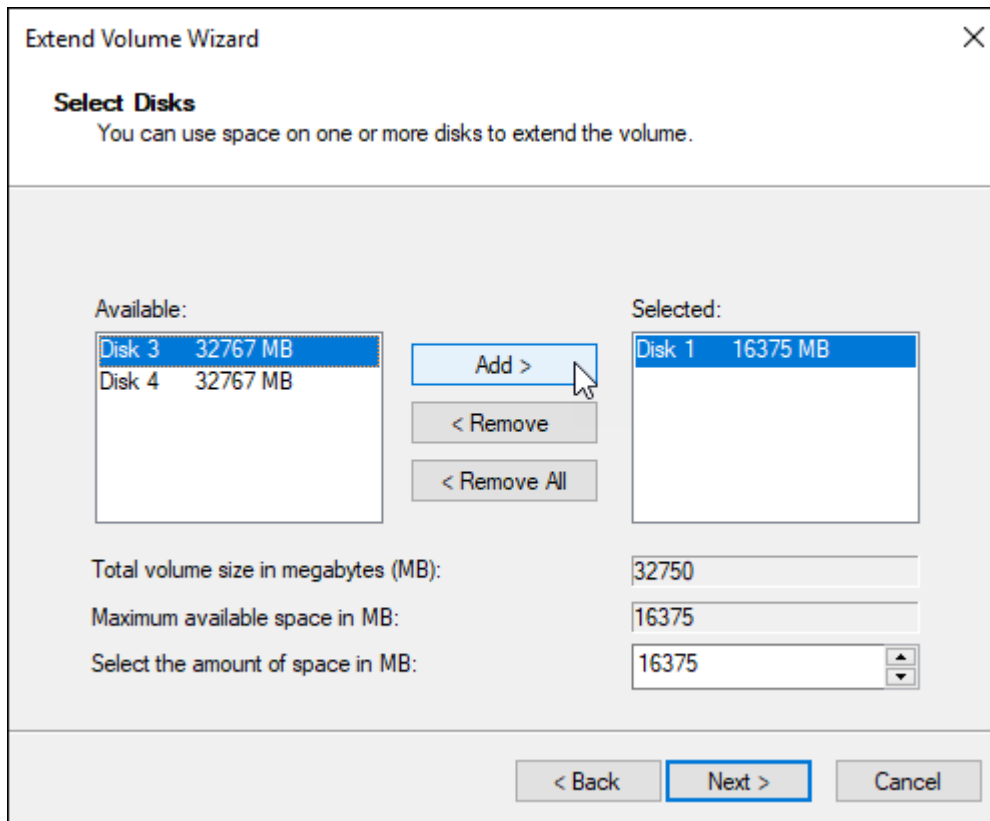 Extend Volume Wizard
Select Disks
You can use space on one or more disks to extend the volume.
Available:
Selected:
Disk 3 32767 MB
Disk 4 32767 MB
Add >
< Remove
< Remove All
Disk 1 16375 MB
Total volume size in megabytes (MB): 32750
Maximum available space in MB: 16375
Select the amount of space in MB: 16375
< Back Next > Cancel